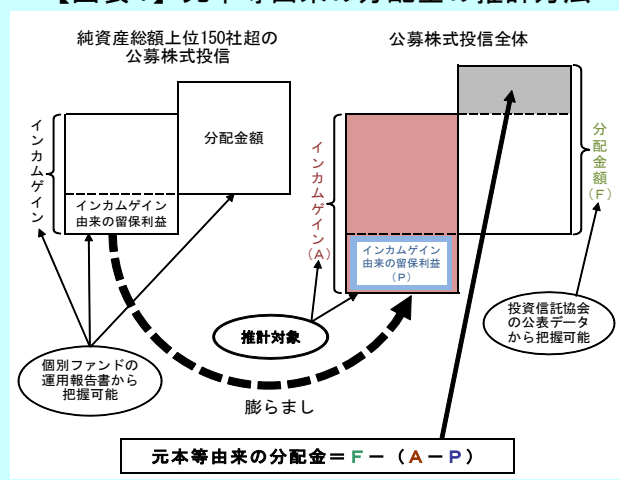 純資産総額上位150社超の
公募株式投信
公募株式投信全体
インカムゲイン
分配金額
インカムゲイン
由来の留保利益
インカムゲイン(A)
インカムゲイン
由来の留保利益
(P)
分配金額(F)
推計対象
個別ファンドの
運用報告書から
把握可能
膨らまし
投資信託協会
の公表データ
から把握可能
元本等由来の分配金＝F－（A－P）